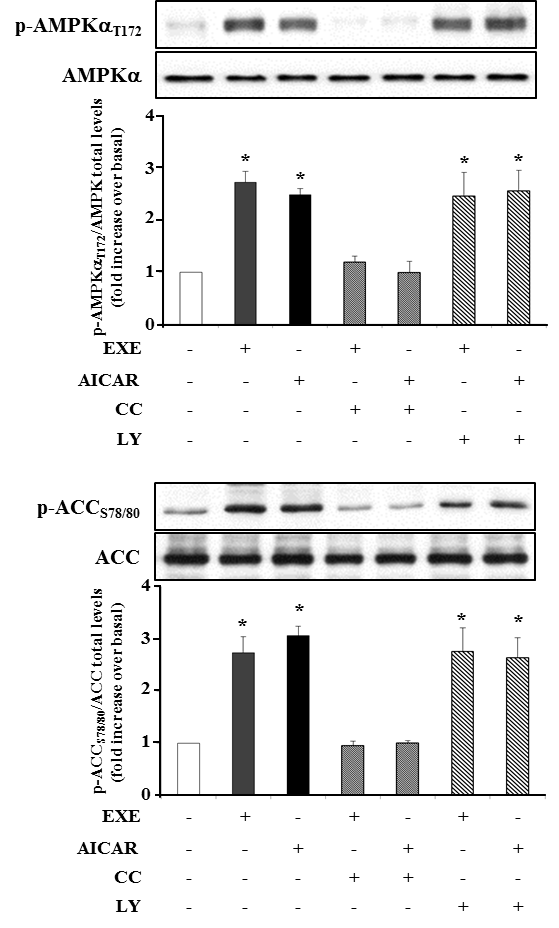 p-AMPKαT172
AMPKα
p-AMPKαT172/AMPK total levels
(fold increase over basal)
4
3
2
1
0
* * * *
EXE - + - + - + -
AICAR - - + - + - +
CC - - - + + - -
LY - - - - - + +
p-ACCS78/80
ACC
p-ACCS78/80/ACC total levels
(fold increase over basal)
4
3
2
1
0
* * * *
EXE - + - + - + -
AICAR - - + - + - +
CC - - - + + - -
LY - - - - - + +